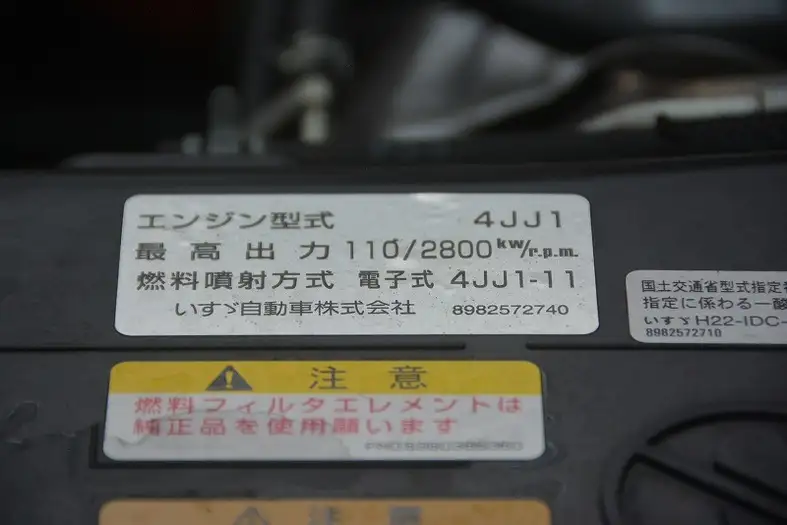 エンジン型式 4JJ1
最高出力 110/2800 kW/r.p.m.
燃料噴射方式 電子式 4JJ1-11
いすゞ自動車株式会社 8982572740
国土交通省型式指定
指定に係わる一酸
いすゞH22-IDC-
8982572710
注意
燃料フィルタエレメントは
純正品を使用願います
注意